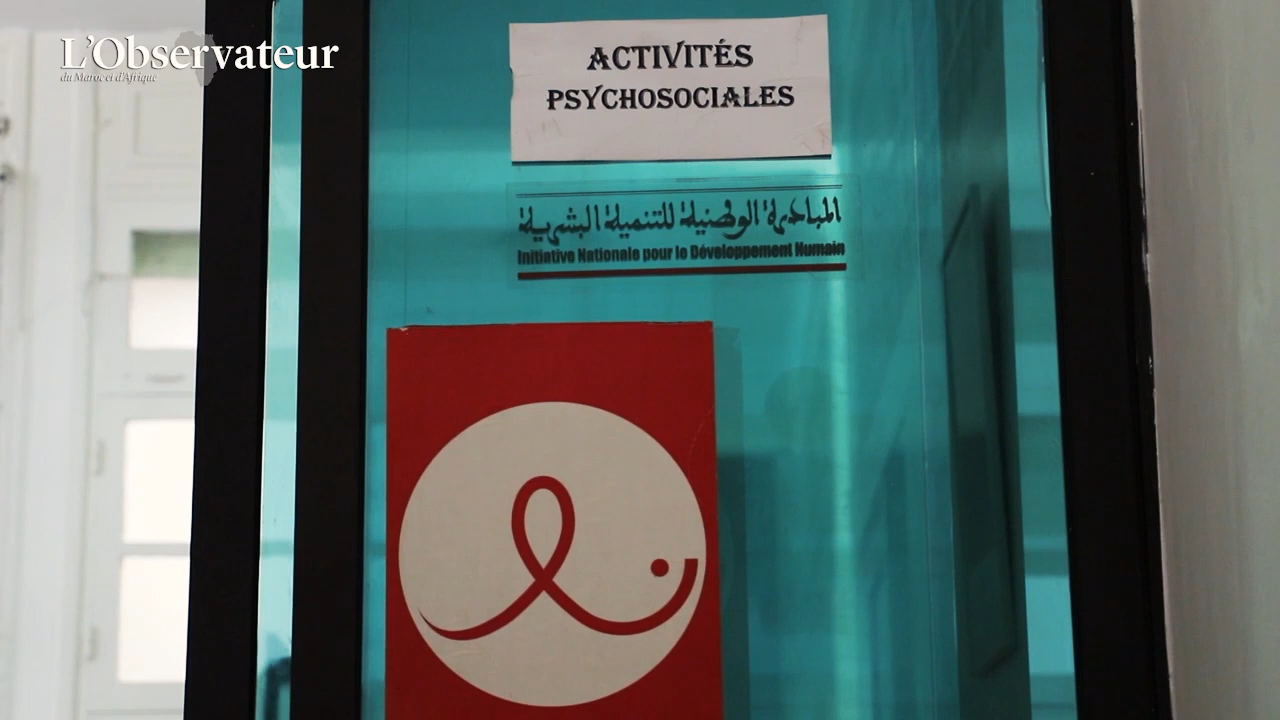 L'Observateur
du Maroc et d'Afrique
ACTIVITÉS
PSYCHOSOCIALES
المبادرة الوطنية للتنمية البشرية
Initiative Nationale pour le Développement Humain